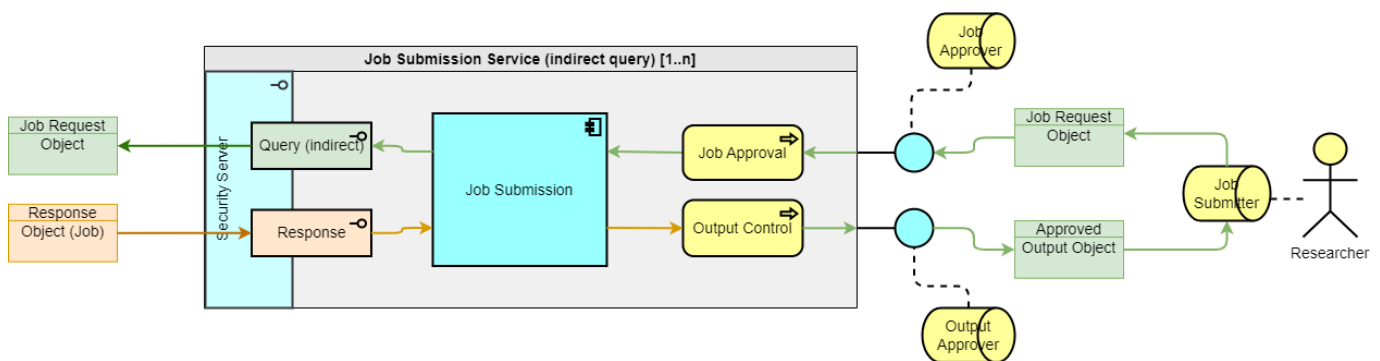 Job Submission Service (indirect query) [1..n]
Job
Approver
Job Request
Object
Security Server
Query (indirect)
Job Submission
Job Approval
Job Request
Object
Job
Submitter
Response
Object (Job)
Response
Output Control
Approved
Output Object
Researcher
Output
Approver